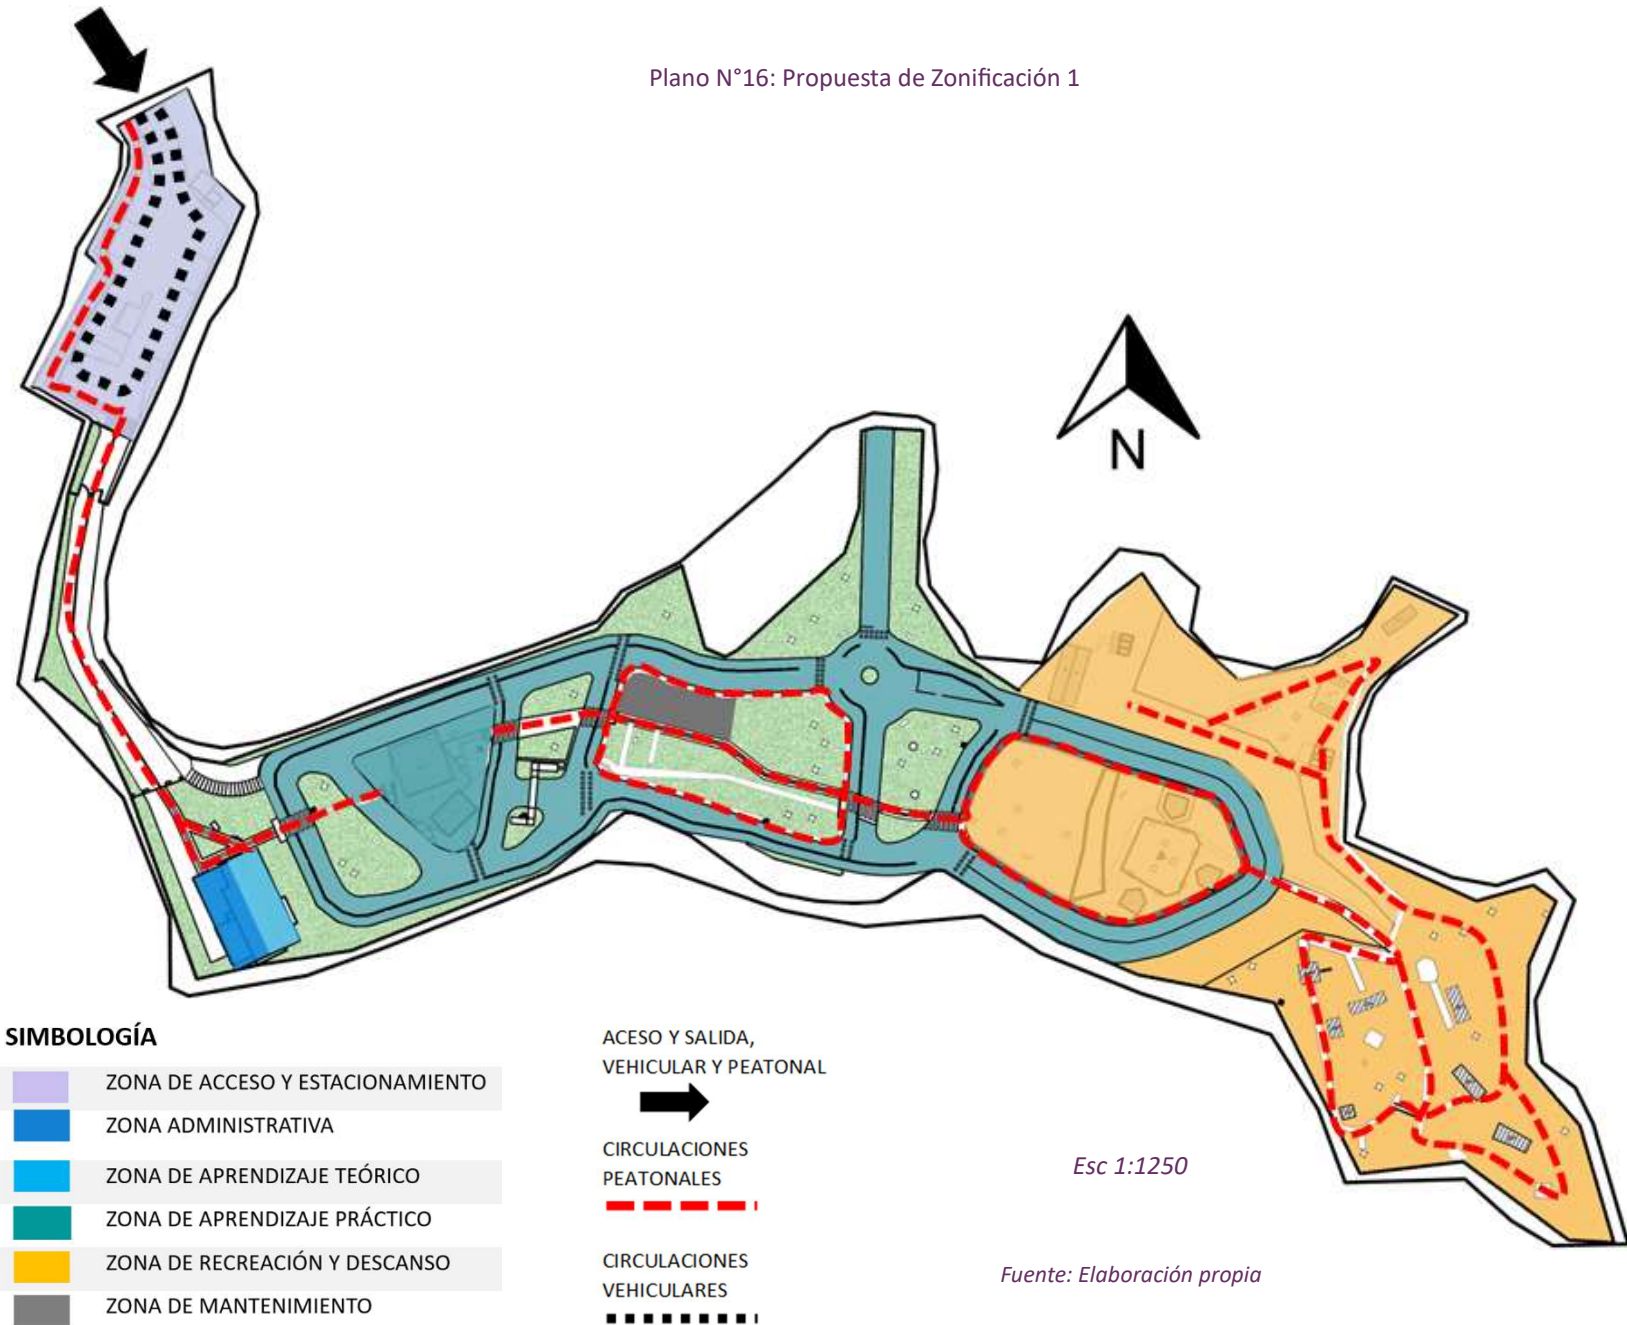 Plano N°16: Propuesta de Zonificación 1
N
SIMBOLOGÍA
ZONA DE ACCESO Y ESTACIONAMIENTO
ZONA ADMINISTRATIVA
ZONA DE APRENDIZAJE TEÓRICO
ZONA DE APRENDIZAJE PRÁCTICO
ZONA DE RECREACIÓN Y DESCANSO
ZONA DE MANTENIMIENTO
ACESO Y SALIDA,
VEHICULAR Y PEATONAL
CIRCULACIONES
PEATONALES
CIRCULACIONES
VEHICULARES
Esc 1:1250
Fuente: Elaboración propia